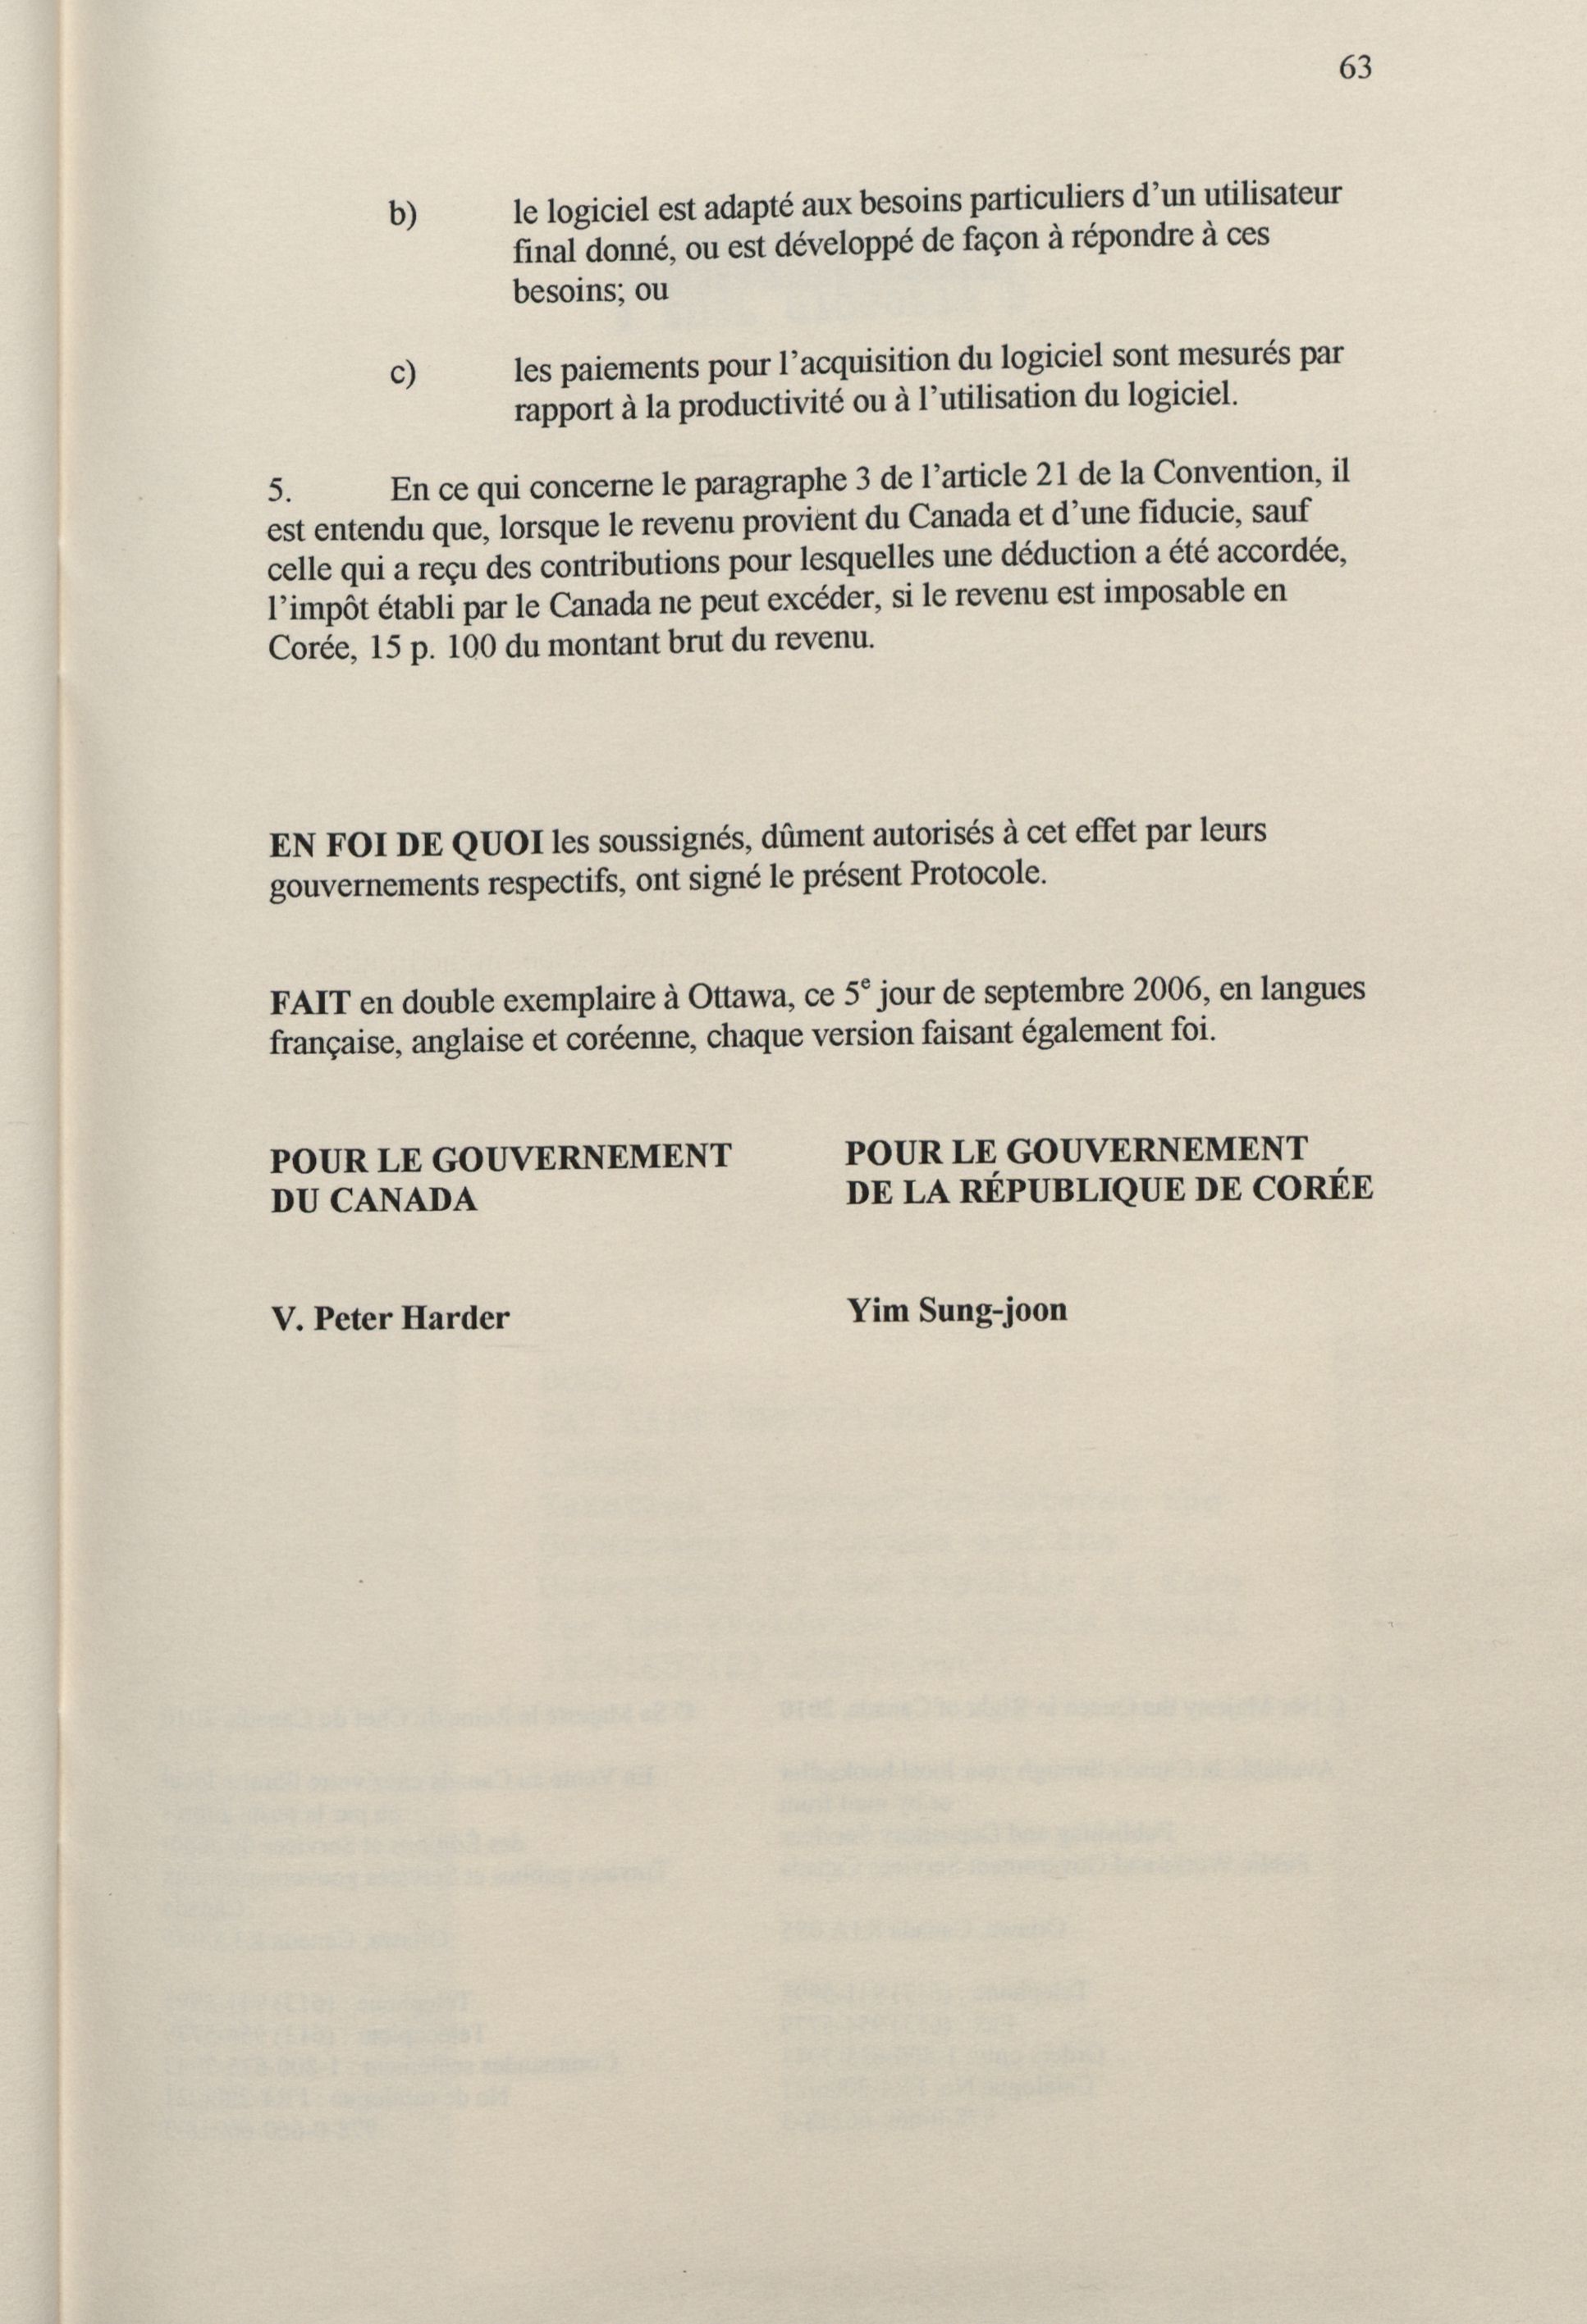 63
b) le logiciel est adapté aux besoins particuliers d'un utilisateur
final donné, ou est développé de façon à répondre à ces
besoins; ou
c) les paiements pour l'acquisition du logiciel sont mesurés par
rapport à la productivité ou à l'utilisation du logiciel.
5. En ce qui concerne le paragraphe 3 de l'article 21 de la Convention, il
est entendu que, lorsque le revenu provient du Canada et d'une fiducie, sauf
celle qui a reçu des contributions pour lesquelles une déduction a été accordée,
l'impôt établi par le Canada ne peut excéder, si le revenu est imposable en
Corée, 15 p. 100 du montant brut du revenu.
EN FOI DE QUOI les soussignés, dûment autorisés à cet effet par leurs
gouvernements respectifs, ont signé le présent Protocole.
FAIT en double exemplaire à Ottawa, ce 5e jour de septembre 2006, en langues
française, anglaise et coréenne, chaque version faisant également foi.
POUR LE GOUVERNEMENT
DU CANADA
POUR LE GOUVERNEMENT
DE LA RÉPUBLIQUE DE CORÉE
V. Peter Harder
Yim Sung-joon